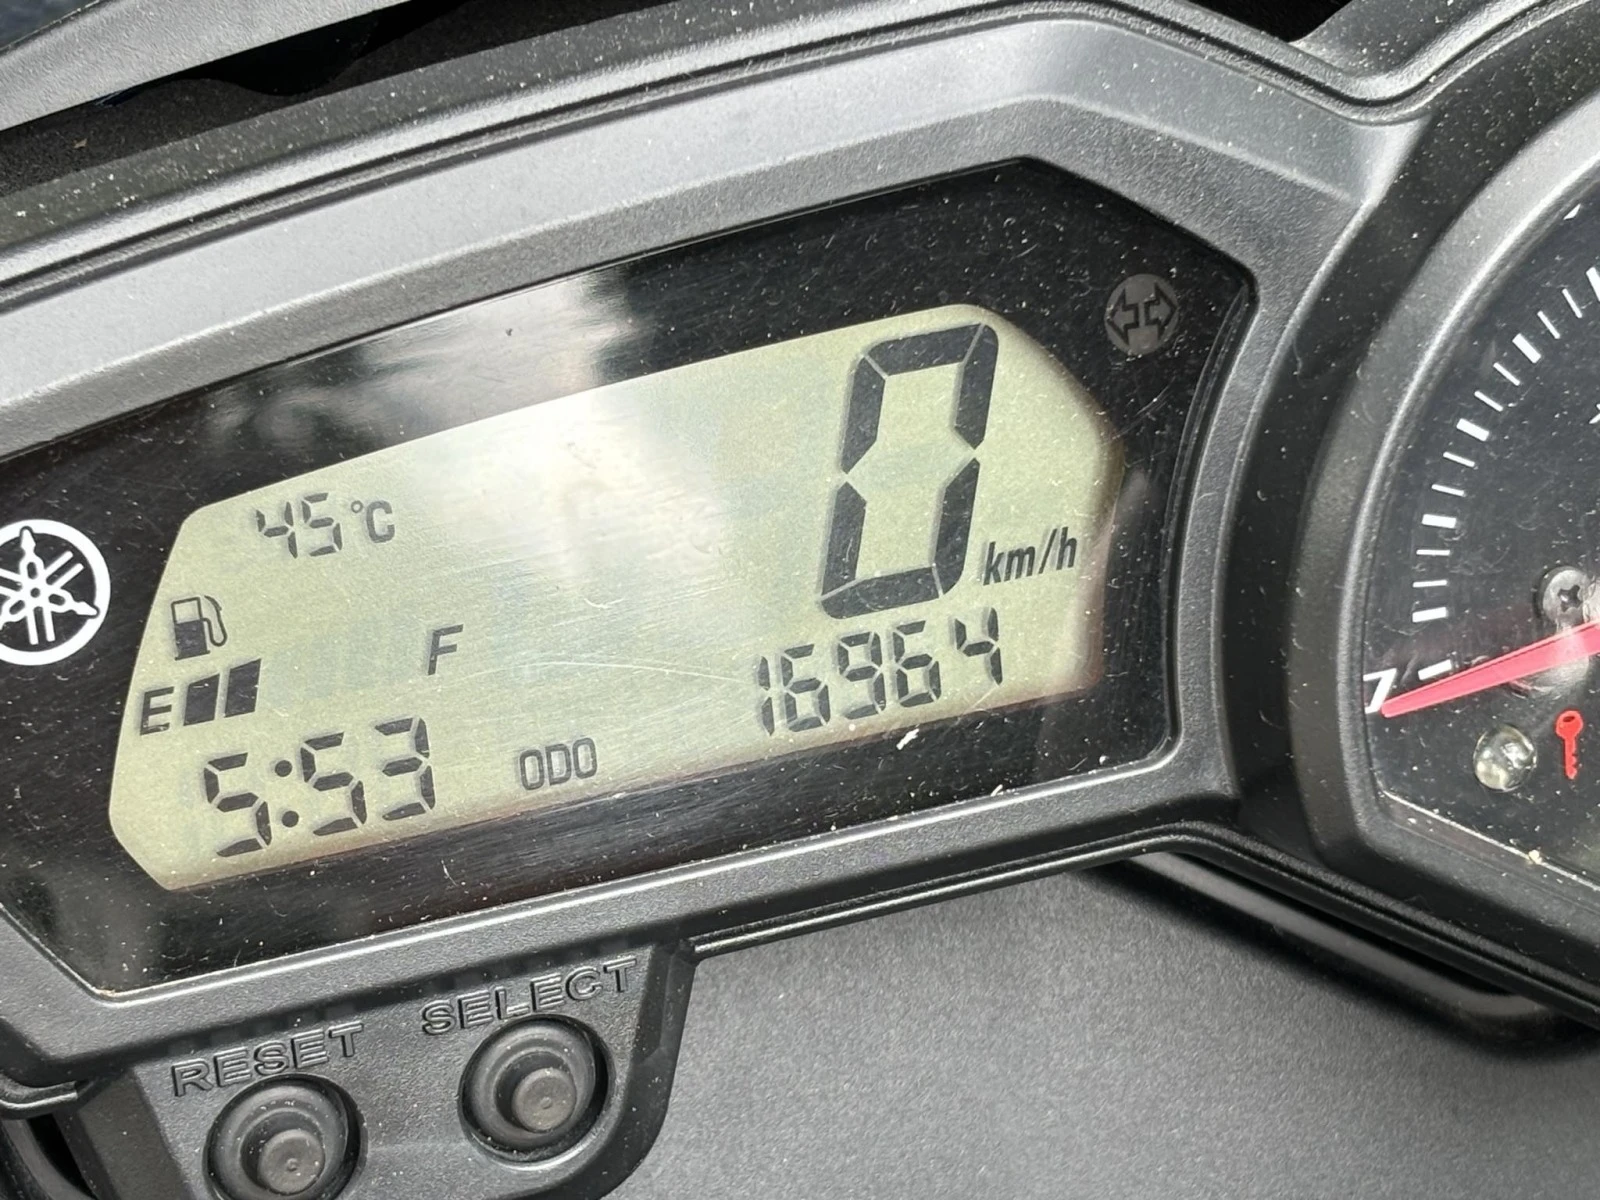 0
45°C
km/h
F
16964
E
5:53
ODO
SELECT
RESET